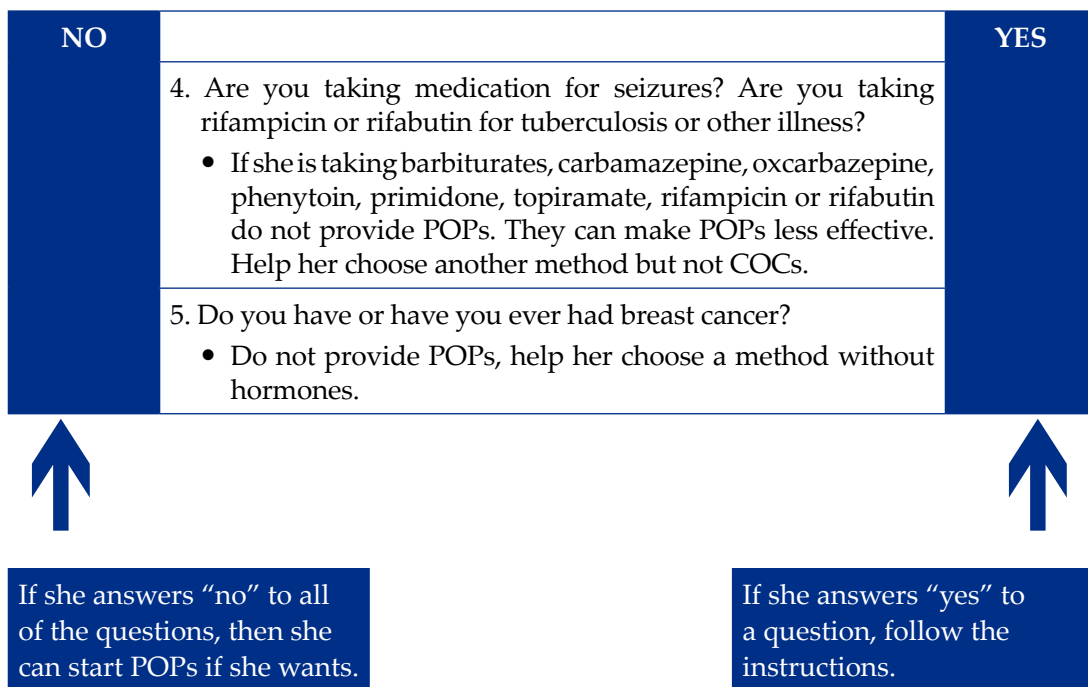 NO
YES
4. Are you taking medication for seizures? Are you taking
rifampicin or rifabutin for tuberculosis or other illness?
• If she is taking barbiturates, carbamazepine, oxcarbazepine,
phenytoin, primidone, topiramate, rifampicin or rifabutin
do not provide POPs. They can make POPs less effective.
Help her choose another method but not COCs.
5. Do you have or have you ever had breast cancer?
• Do not provide POPs, help her choose a method without
hormones.
If she answers “no” to all
of the questions, then she
can start POPs if she wants.
If she answers “yes” to
a question, follow the
instructions.